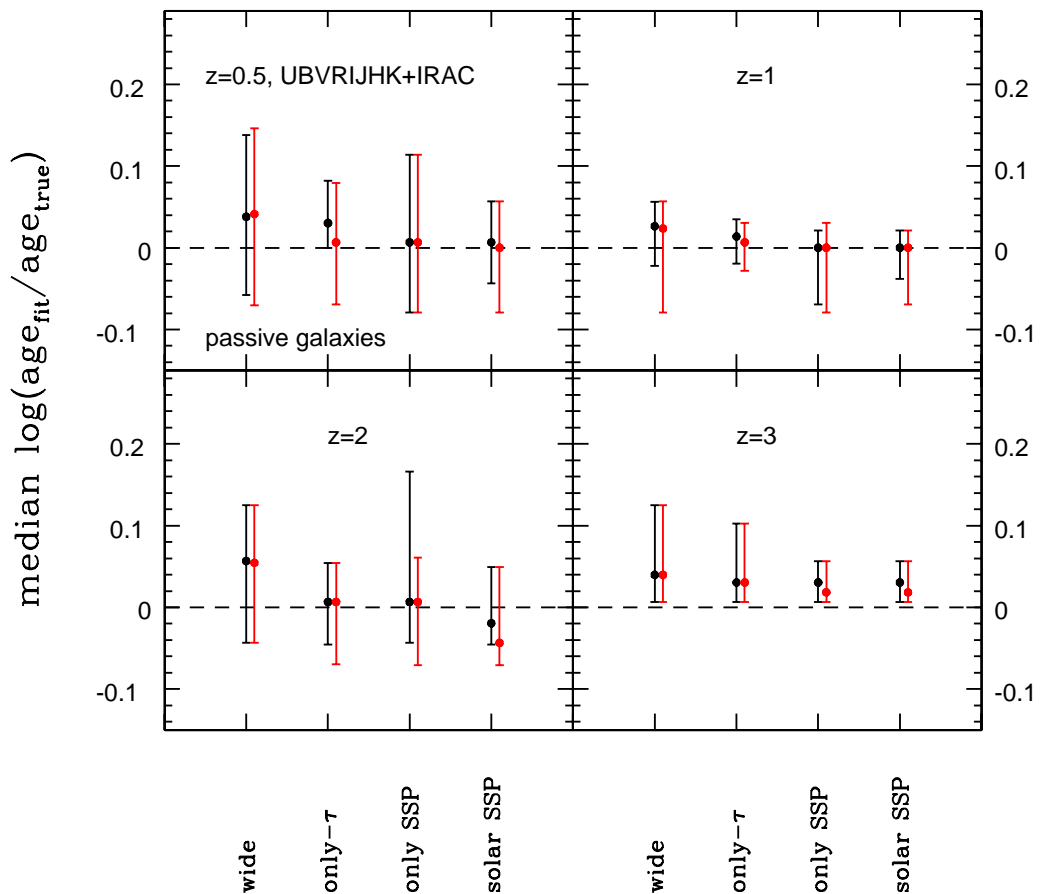 median log(age_fit/age_true)
z=0.5, UBVRIJHK+IRAC
z=1
0.2
0.2
0.1
0.1
0
0
-0.1
passive galaxies
-0.1
z=2
z=3
0.2
0.2
0.1
0.1
0
0
-0.1
-0.1
wide
only-τ
only SSP
solar SSP
wide
only-τ
only SSP
solar SSP